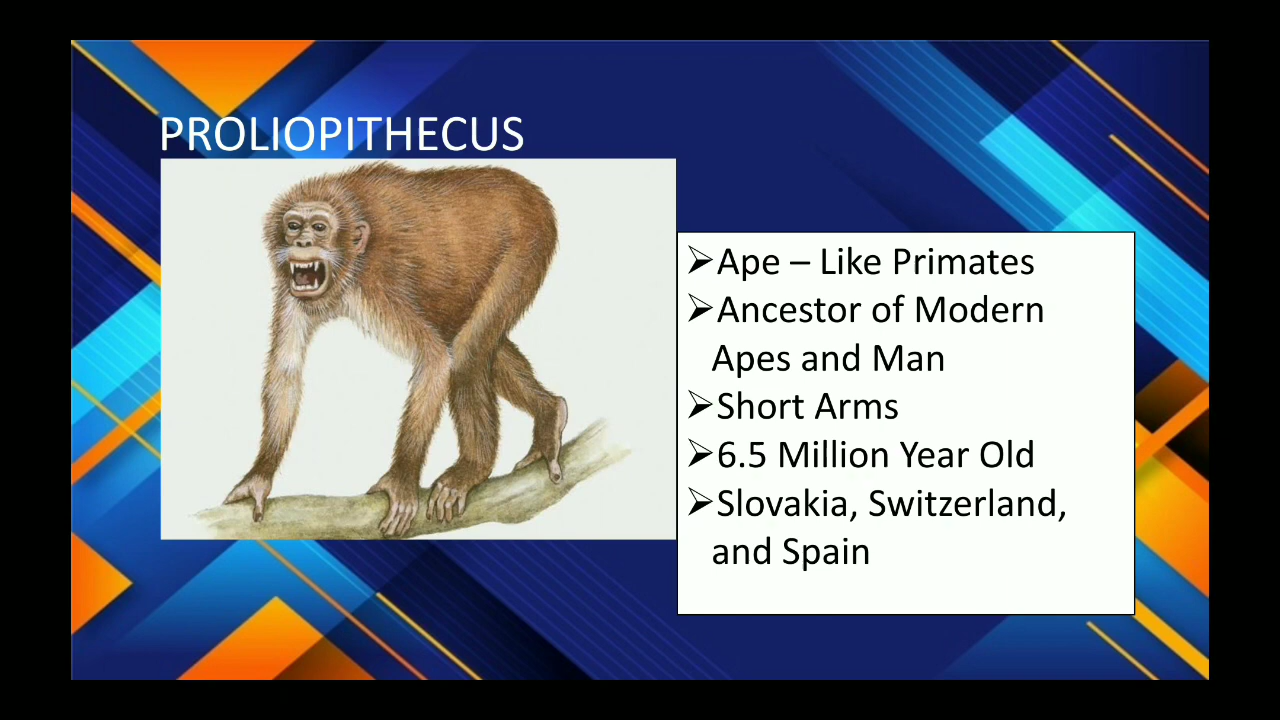 PROLIOPITHECUS
➢Ape – Like Primates
➢Ancestor of Modern
Apes and Man
➢Short Arms
➢6.5 Million Year Old
➢Slovakia, Switzerland,
and Spain